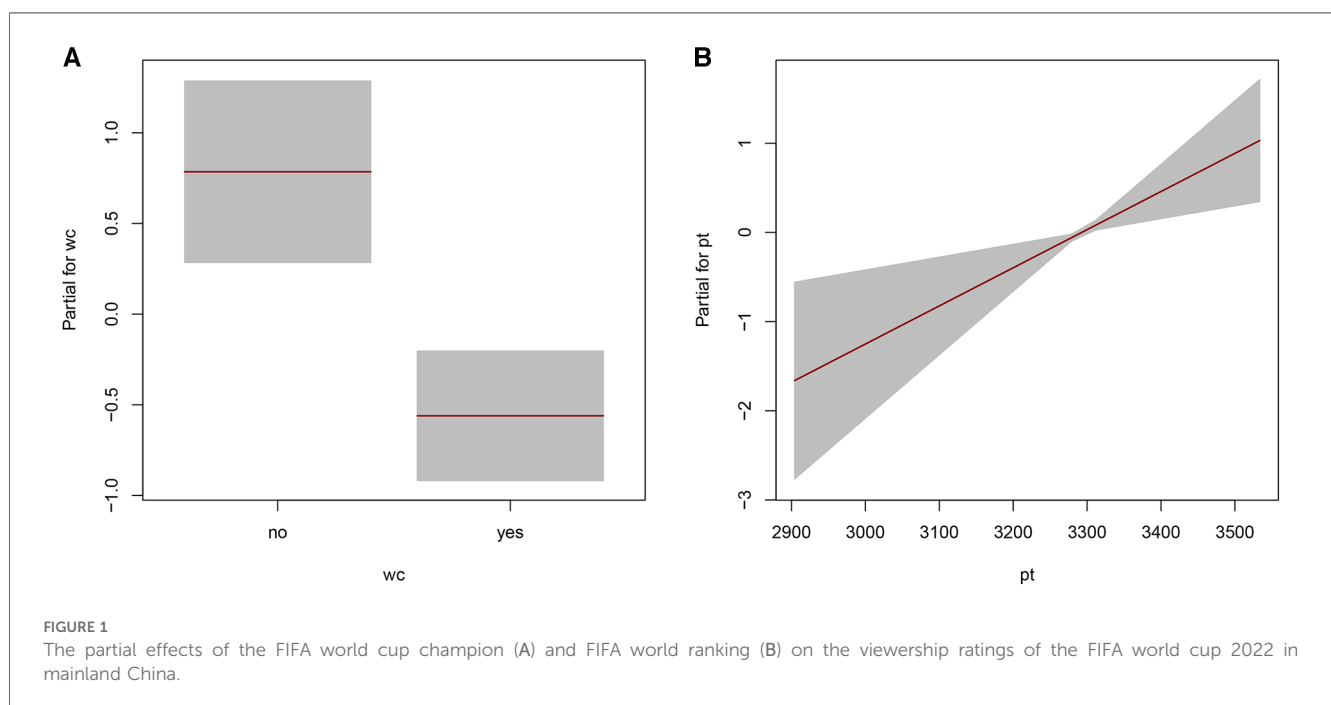 A
B
Partial for wc
1.0
0.5
0.0
−0.5
−1.0
no
yes
wc
Partial for pt
1
0
−1
−2
−3
2900
3000
3100
3200
3300
3400
3500
pt
FIGURE 1
The partial effects of the FIFA world cup champion (A) and FIFA world ranking (B) on the viewership ratings of the FIFA world cup 2022 in
mainland China.